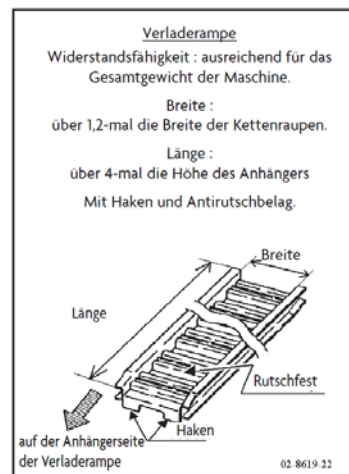 Verladerampe
Widerstandsfähigkeit : ausreichend für das
Gesamtgewicht der Maschine.
Breite :
über 1,2-mal die Breite der Kettenraupen.
Länge :
über 4-mal die Höhe des Anhängers
Mit Haken und Antirutschbelag.
Breite
Länge
Rutschfest
Haken
auf der Anhängerseite
der Verladerampe
02-8619-22